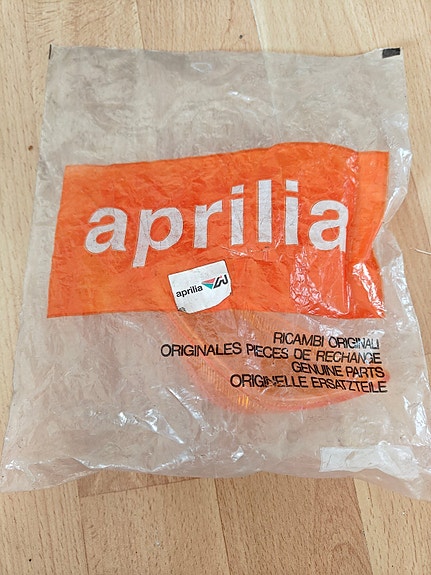 aprilia
aprilia
RICAMBI ORIGINALI
ORIGINALES PIECES DE RECHANGE
GENUINE PARTS
ORIGINELLE ERSATZTEILE